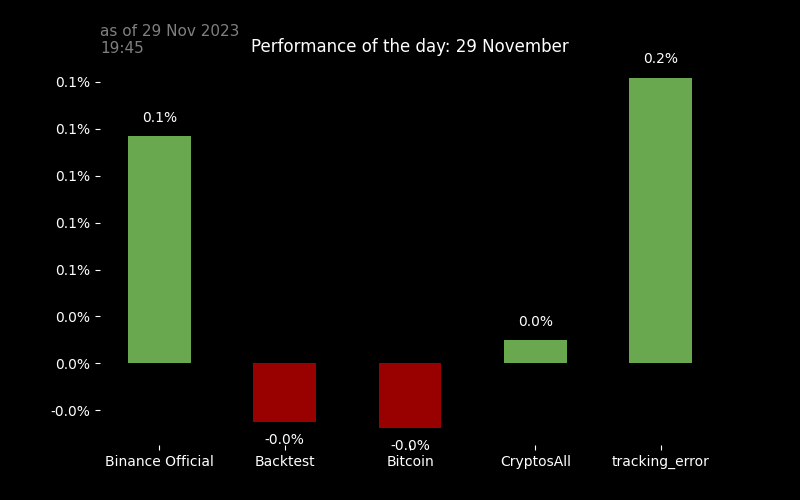 as of 29 Nov 2023
19:45
Performance of the day: 29 November
0.2%
0.1%
0.1%
0.1%
0.1%
0.1%
0.1%
0.0%
0.0%
0.0%
-0.0%
-0.0%
-0.0%
Binance Official
Backtest
Bitcoin
CryptosAll
tracking_error